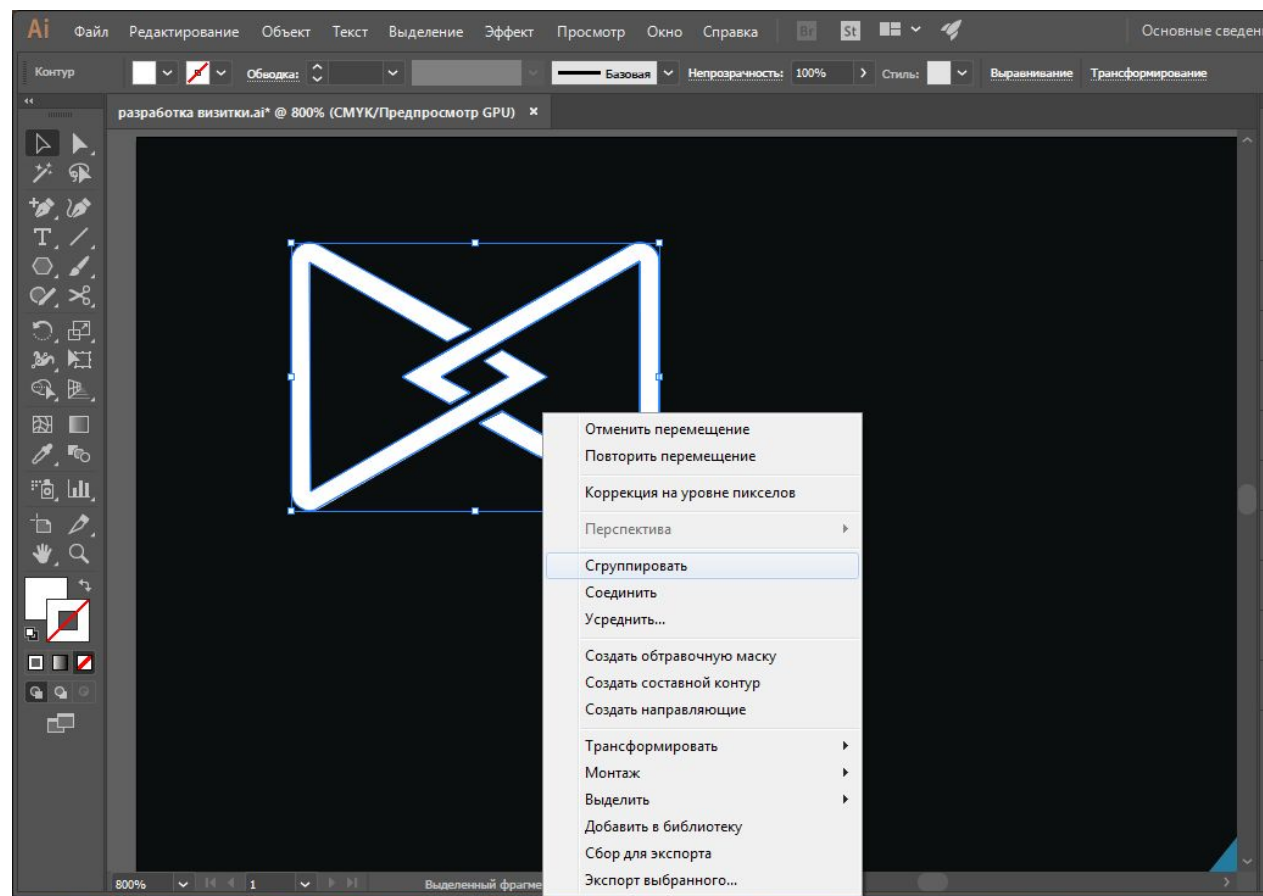 Ai Файл Редактирование Объект Текст Выделение Эффект Просмотр Окно Справка Br St Основные сведен
Контур Обводка: Базовая Непрозрачность: 100% Стиль: Выравнивание Трансформирование
разработка визитки.ai* @ 800% (CMYK/Предпросмотр GPU) ×
Отменить перемещение
Повторить перемещение
Коррекция на уровне пикселов
Перспектива
Сгруппировать
Соединить
Усреднить...
Создать обтравочную маску
Создать составной контур
Создать направляющие
Трансформировать
Монтаж
Выделить
Добавить в библиотеку
Сбор для экспорта
Экспорт выбранного...
800% 1 Выделенный фрагме